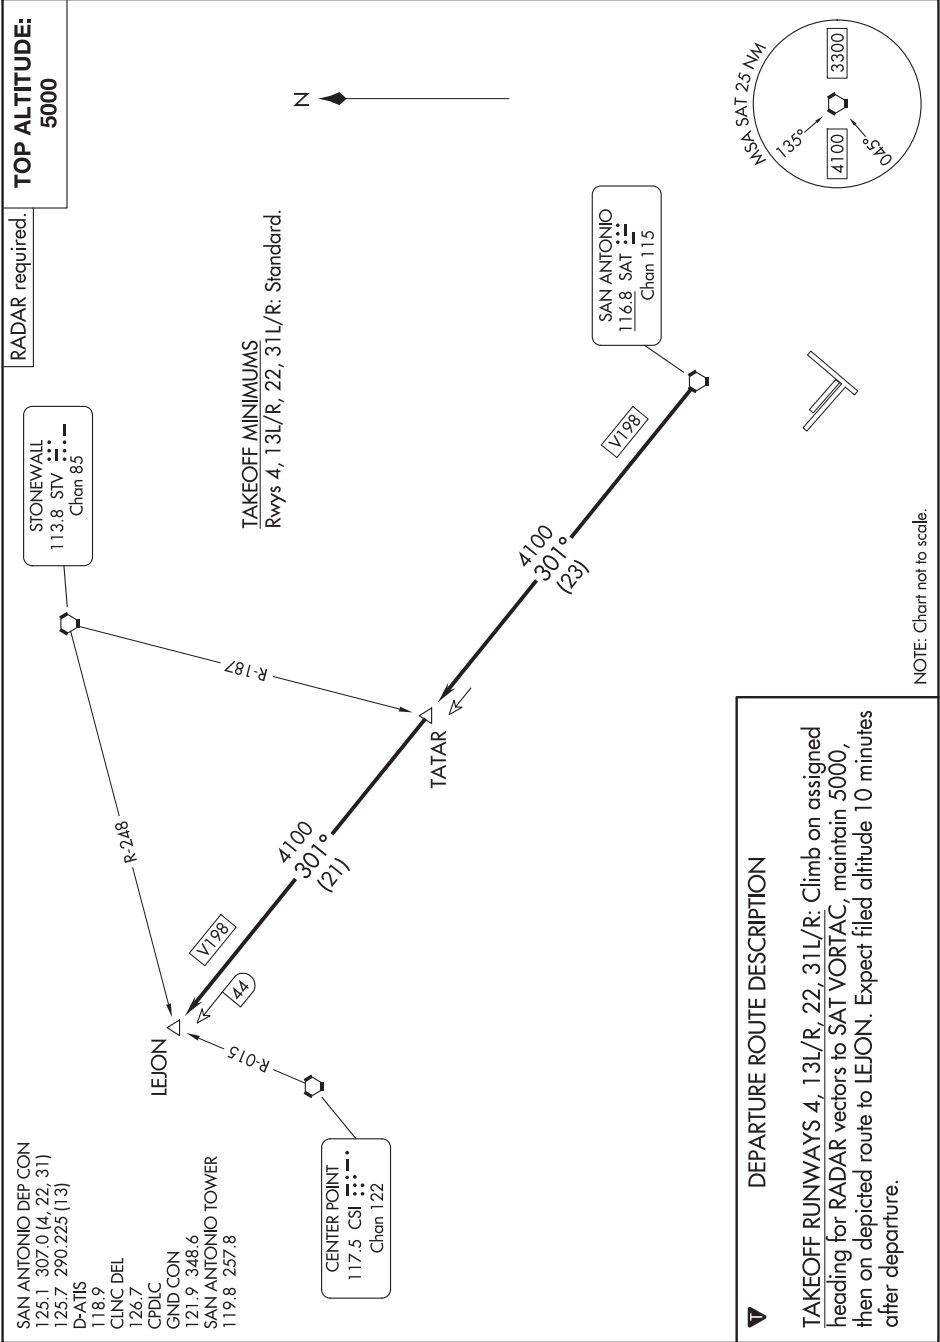 SAN ANTONIO DEP CON
125.1 307.0 (4, 22, 31)
125.7 290.225 (13)
D-ATIS
118.9
CLNC DEL
126.7
CPDLC
GND CON
121.9 348.6
SAN ANTONIO TOWER
119.8 257.8
RADAR required.
TOP ALTITUDE:
5000
STONEWALL
113.8 STV
Chan 85
N
TAKEOFF MINIMUMS
Rwys 4, 13L/R, 22, 31L/R: Standard.
R-248
R-187
LEJON
V198
44
R-015
CENTER POINT
117.5 CSI
Chan 122
4100
301°
(21)
TATAR
4100
301°
(23)
V198
SAN ANTONIO
116.8 SAT
Chan 115
MSA SAT 25 NM
135°
045°
4100
3300
NOTE: Chart not to scale.
T
DEPARTURE ROUTE DESCRIPTION
TAKEOFF RUNWAYS 4, 13L/R, 22, 31L/R: Climb on assigned
heading for RADAR vectors to SAT VORTAC, maintain 5000,
then on depicted route to LEJON. Expect filed altitude 10 minutes
after departure.